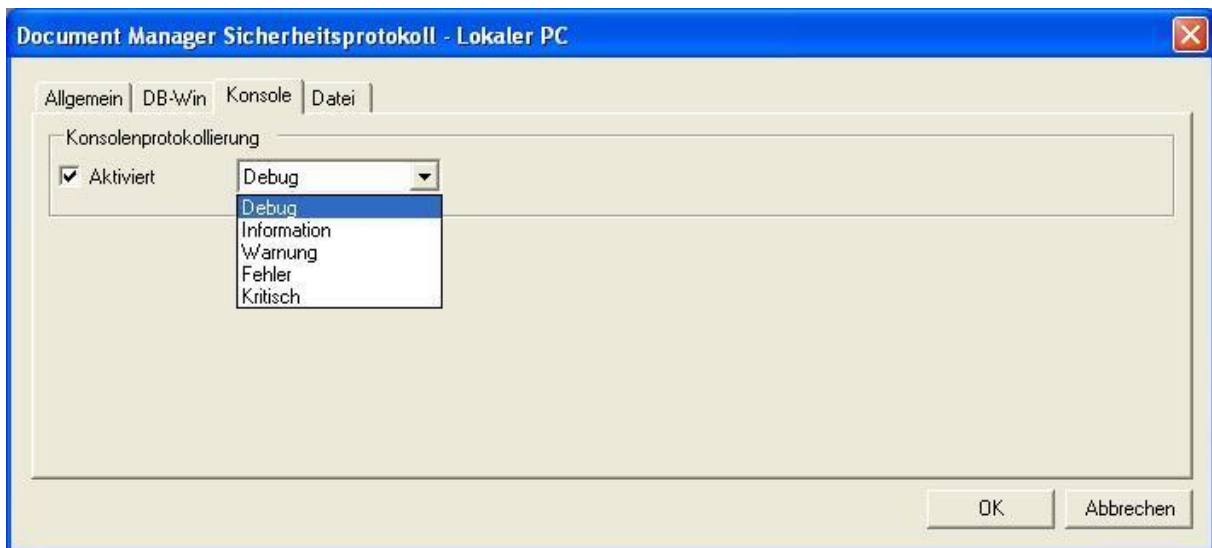 Document Manager Sicherheitsprotokoll - Lokaler PC
Allgemein DB-Win Konsole Datei
Konsolenprotokollierung
Aktiviert Debug
Debug
Information
Warnung
Fehler
Kritisch
OK Abbrechen